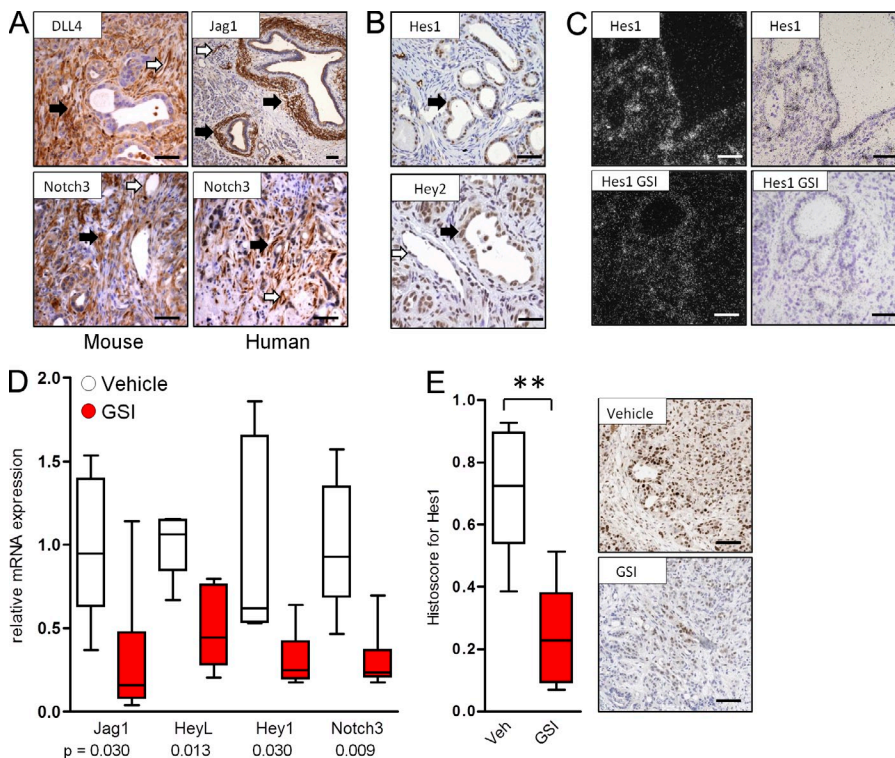 A
DLL4
Jag1
Notch3
Notch3
Mouse
Human
B
Hes1
Hey2
C
Hes1
Hes1
Hes1 GSI
Hes1 GSI
D
Vehicle
GSI
relative mRNA expression
2.0
1.5
1.0
0.5
0.0
Jag1 HeyL Hey1 Notch3
p = 0.030 0.013 0.030 0.009
E
**
Histoscore for Hes1
1.0
0.8
0.6
0.4
0.2
0.0
Veh GSI
Vehicle
GSI